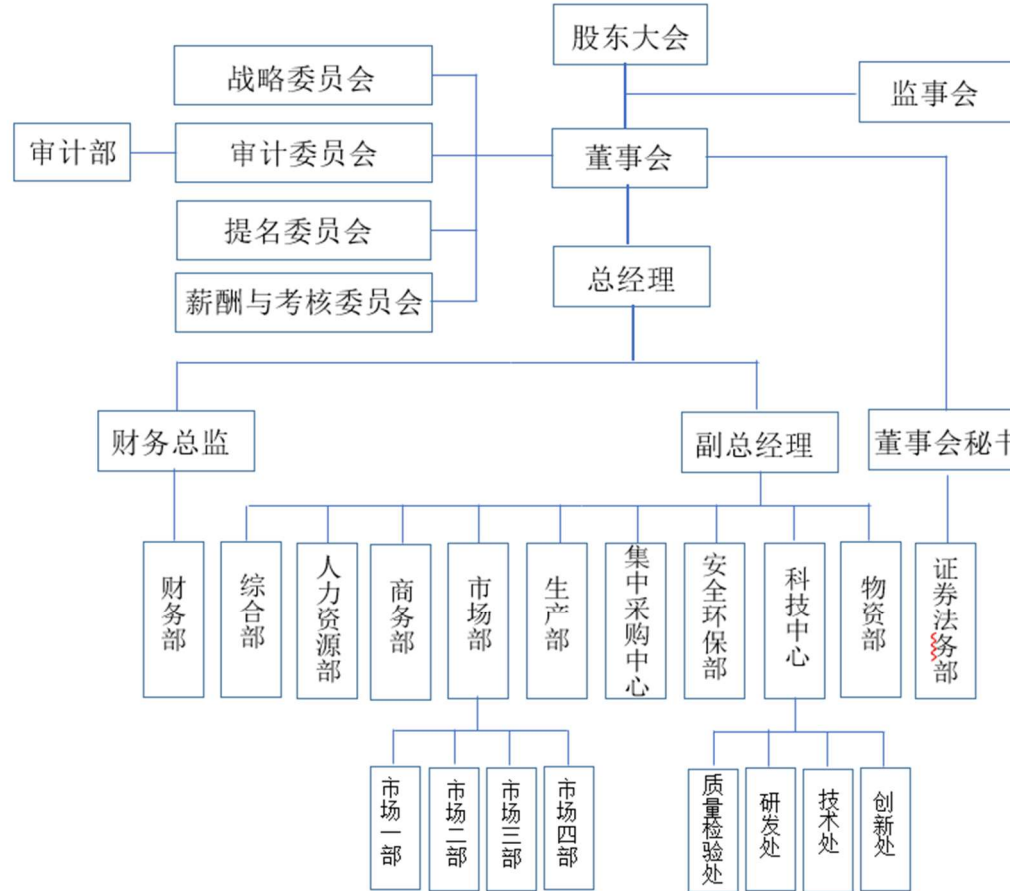 股东大会
战略委员会
监事会
审计部
审计委员会
董事会
提名委员会
总经理
薪酬与考核委员会
财务总监
副总经理
董事会秘书
财务部
综合部
人力资源部
商务部
市场部
生产部
集中采购中心
安全环保部
科技中心
物资部
证券法务部
市场一部
市场二部
市场三部
市场四部
质量检验处
研发处
技术处
创新处